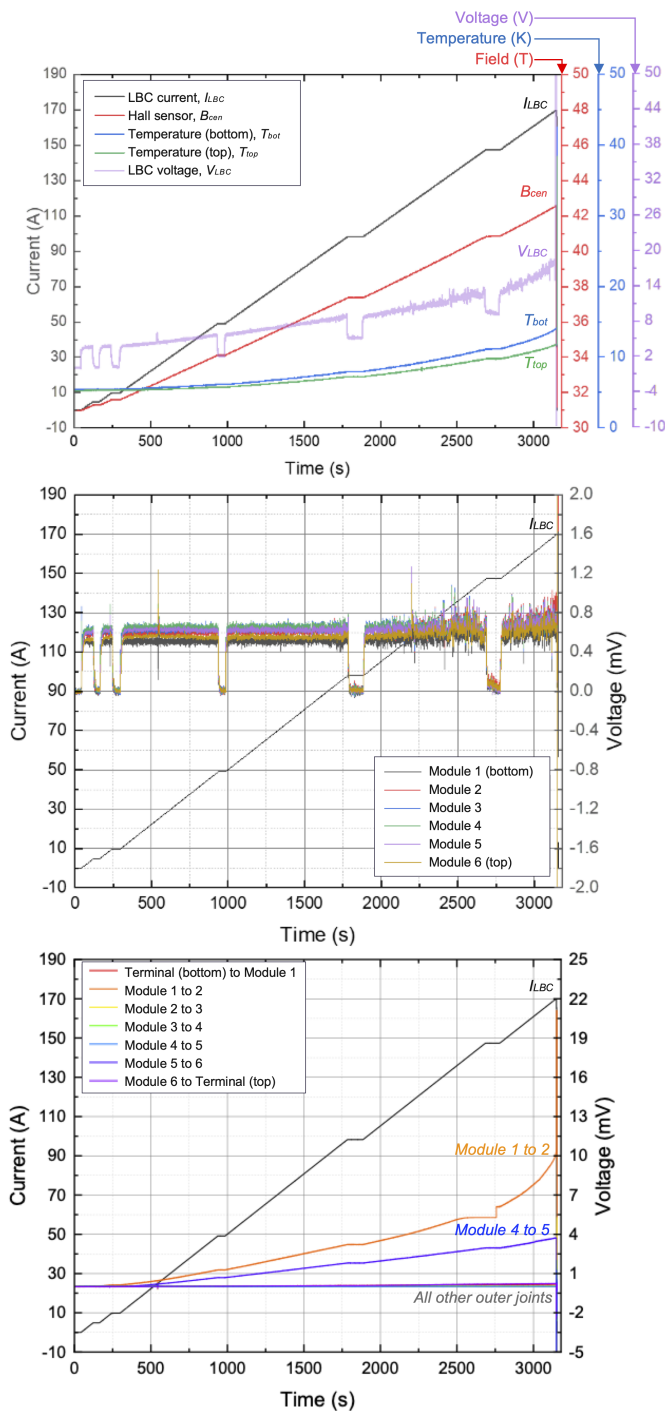 Voltage (V)
Temperature (K)
Field (T)
190
170
150
130
110
90
70
50
30
10
-10
Current (A)
LBC current, ILBC
Hall sensor, Bcen
Temperature (bottom), Tbot
Temperature (top), Ttop
LBC voltage, VLBC
ILBC
Bcen
VLBC
Tbot
Ttop
50
48
46
44
42
40
38
36
34
32
30
50
40
30
20
10
0
50
44
38
32
26
20
14
8
2
-4
-10
0
500
1000
1500
2000
2500
3000
Time (s)
190
170
150
130
110
90
70
50
30
10
-10
Current (A)
ILBC
2.0
1.6
1.2
0.8
0.4
0.0
-0.4
-0.8
-1.2
-1.6
-2.0
Voltage (mV)
Module 1 (bottom)
Module 2
Module 3
Module 4
Module 5
Module 6 (top)
0
500
1000
1500
2000
2500
3000
Time (s)
190
170
150
130
110
90
70
50
30
10
-10
Current (A)
Terminal (bottom) to Module 1
Module 1 to 2
Module 2 to 3
Module 3 to 4
Module 4 to 5
Module 5 to 6
Module 6 to Terminal (top)
ILBC
Module 1 to 2
Module 4 to 5
All other outer joints
25
22
19
16
13
10
7
4
1
-2
-5
Voltage (mV)
0
500
1000
1500
2000
2500
3000
Time (s)